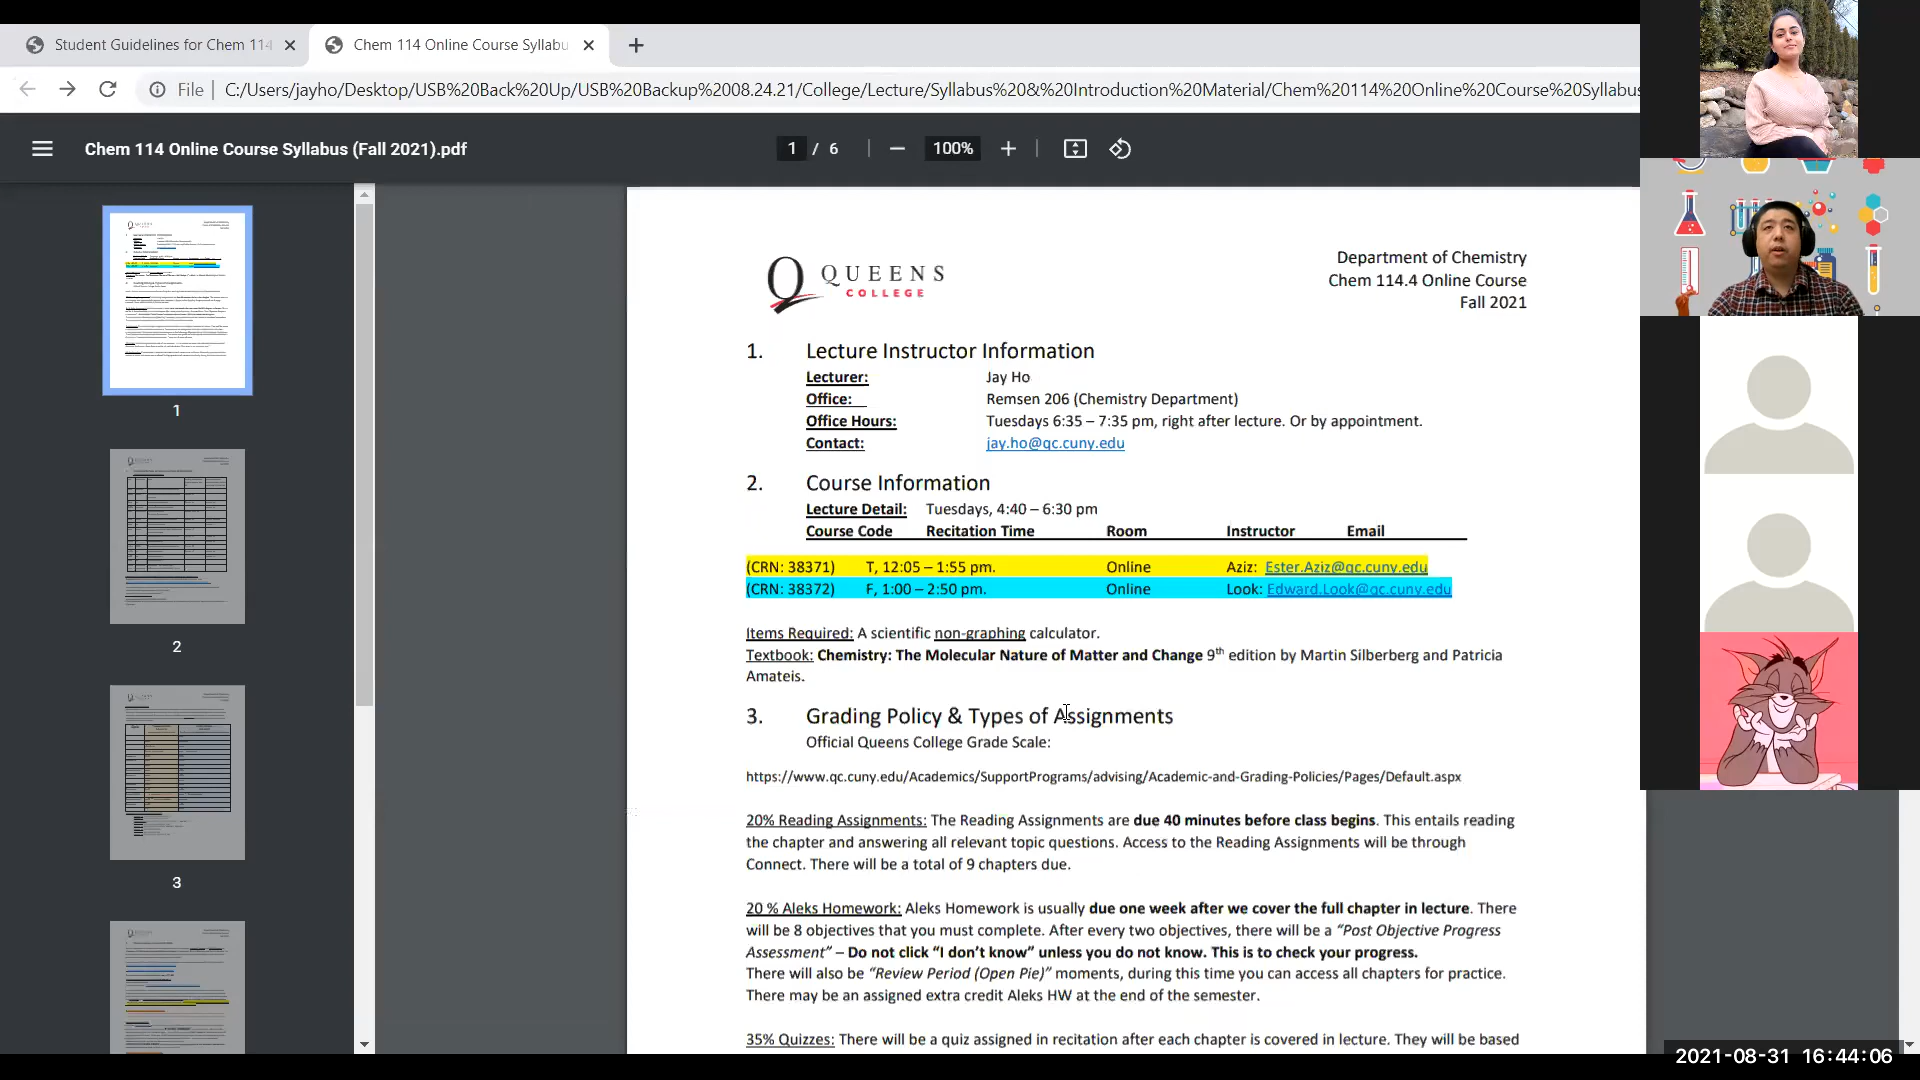 Student Guidelines for Chem 114
Chem 114 Online Course Syllabu
File C:/Users/jayho/Desktop/USB%20Back%20Up/USB%20Backup%2008.24.21/College/Lecture/Syllabus%20&%20Introduction%20Material/Chem%20114%20Online%20Course%20Syllabus
Chem 114 Online Course Syllabus (Fall 2021).pdf
1 / 6
100%
1
2
3
QUEENS
COLLEGE
Department of Chemistry
Chem 114.4 Online Course
Fall 2021
1. Lecture Instructor Information
Lecturer: Jay Ho
Office: Remsen 206 (Chemistry Department)
Office Hours: Tuesdays 6:35 – 7:35 pm, right after lecture. Or by appointment.
Contact: jay.ho@qc.cuny.edu
2. Course Information
Lecture Detail: Tuesdays, 4:40 – 6:30 pm
Course Code Recitation Time Room Instructor Email
(CRN: 38371) T, 12:05 – 1:55 pm. Online Aziz: Ester.Aziz@qc.cuny.edu
(CRN: 38372) F, 1:00 – 2:50 pm. Online Look: Edward.Look@qc.cuny.edu
Items Required: A scientific non-graphing calculator.
Textbook: Chemistry: The Molecular Nature of Matter and Change 9th edition by Martin Silberberg and Patricia
Amateis.
3. Grading Policy & Types of Assignments
Official Queens College Grade Scale:
https://www.qc.cuny.edu/Academics/SupportPrograms/advising/Academic-and-Grading-Policies/Pages/Default.aspx
20% Reading Assignments: The Reading Assignments are due 40 minutes before class begins. This entails reading
the chapter and answering all relevant topic questions. Access to the Reading Assignments will be through
Connect. There will be a total of 9 chapters due.
20 % Aleks Homework: Aleks Homework is usually due one week after we cover the full chapter in lecture. There
will be 8 objectives that you must complete. After every two objectives, there will be a “Post Objective Progress
Assessment” – Do not click “I don’t know” unless you do not know. This is to check your progress.
There will also be “Review Period (Open Pie)” moments, during this time you can access all chapters for practice.
There may be an assigned extra credit Aleks HW at the end of the semester.
35% Quizzes: There will be a quiz assigned in recitation after each chapter is covered in lecture. They will be based
2021-08-31 16:44:06